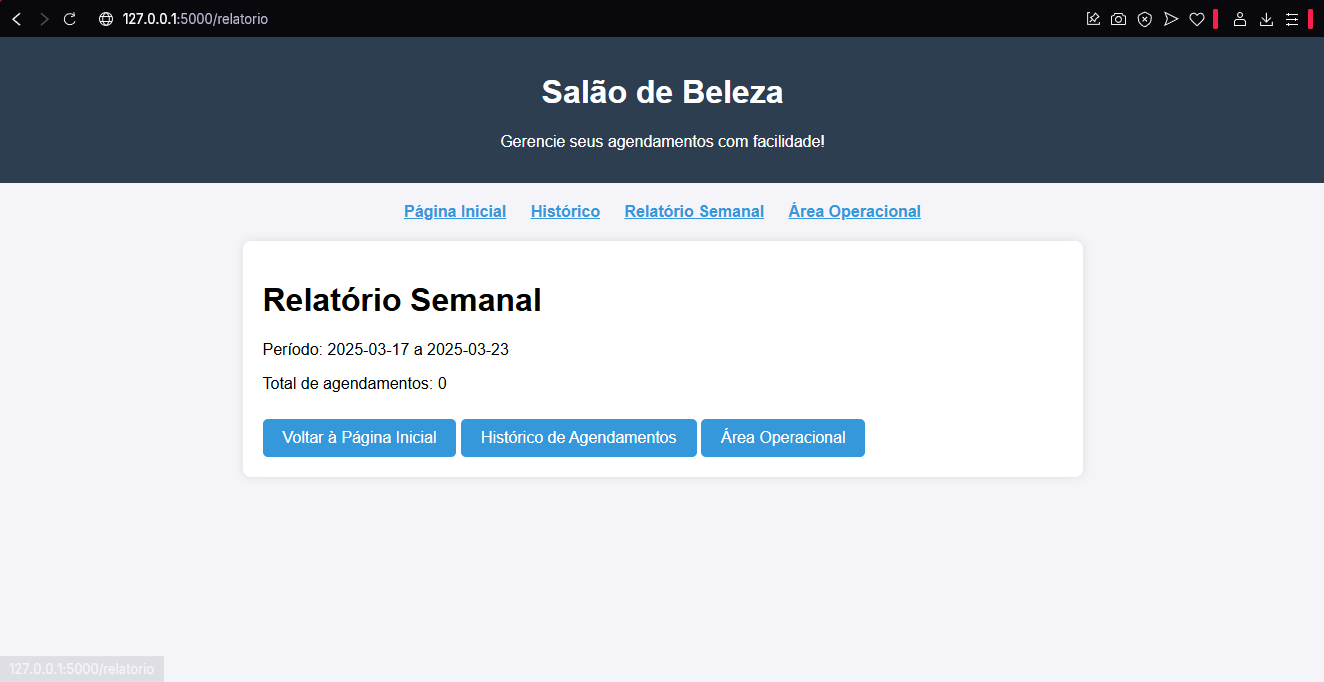 127.0.0.1:5000/relatorio
Salão de Beleza
Gerencie seus agendamentos com facilidade!
Página Inicial Histórico Relatório Semanal Área Operacional
Relatório Semanal
Período: 2025-03-17 a 2025-03-23
Total de agendamentos: 0
Voltar à Página Inicial Histórico de Agendamentos Área Operacional
127.0.0.1:5000/relatorio